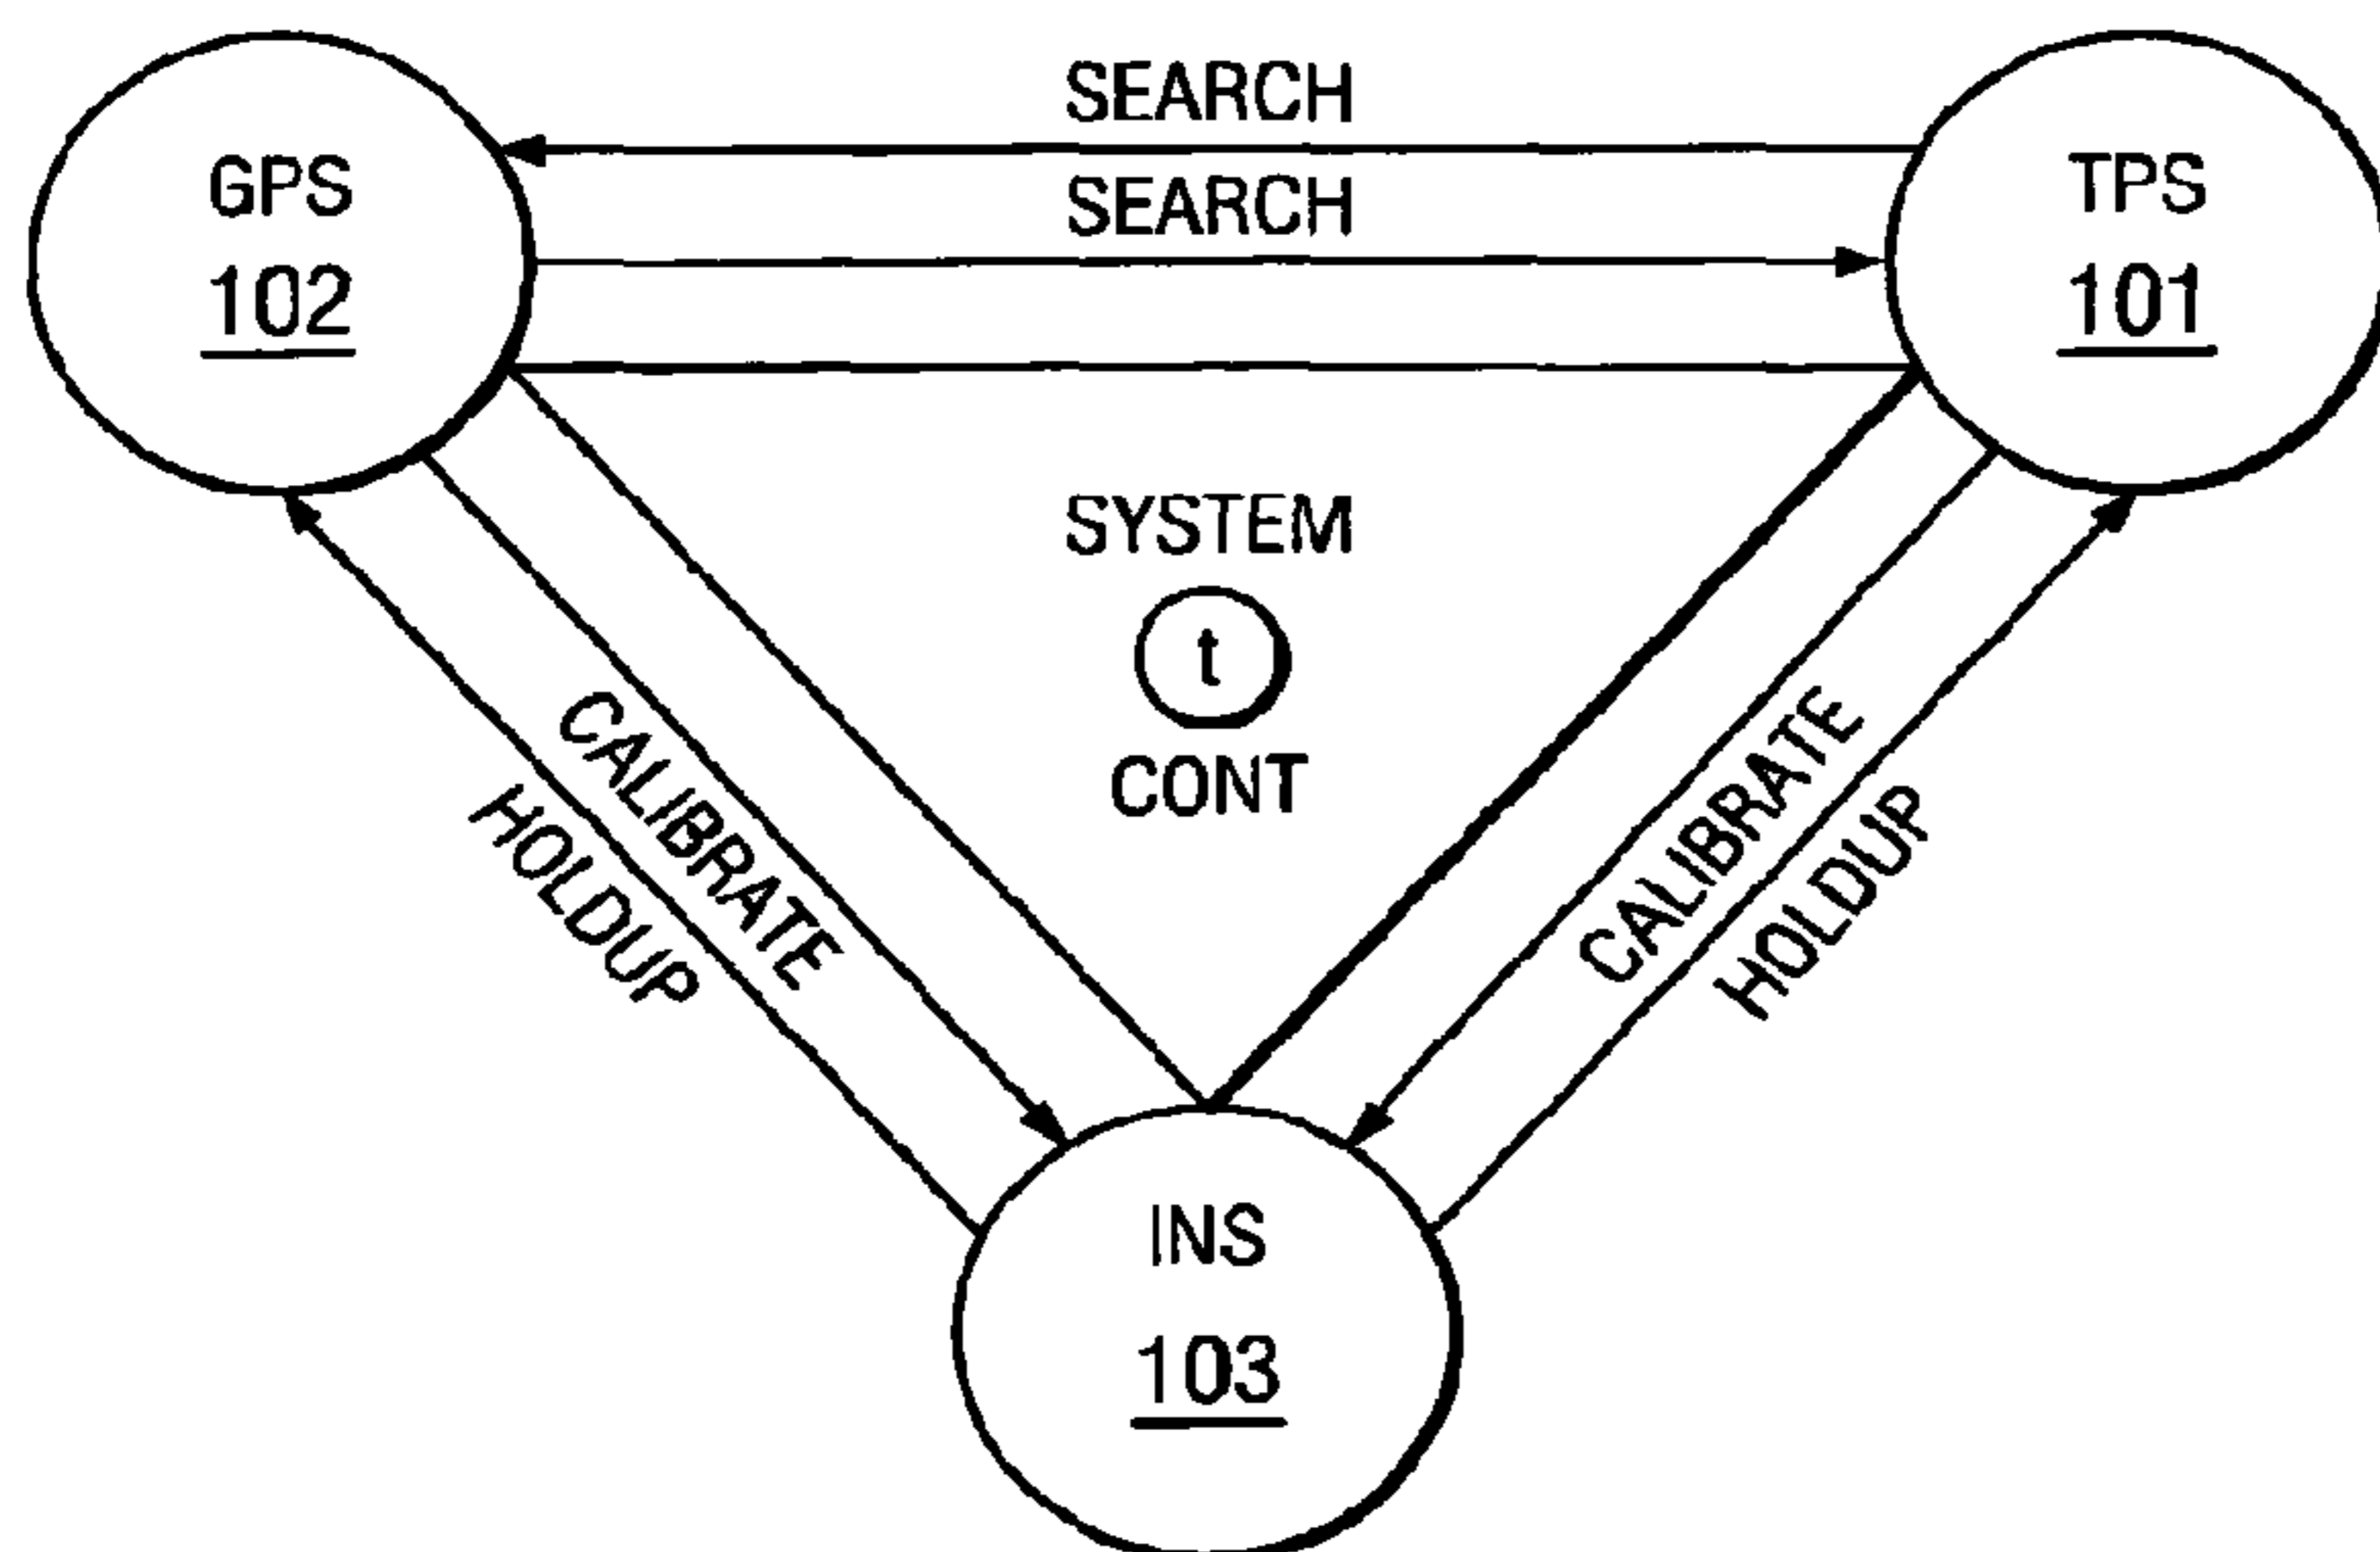 SEARCH
SEARCH
GPS
102
TPS
101
SYSTEM
t
CONT
CALIBRATE
HOLDUP
CALIBRATE
HOLDUP
INS
103